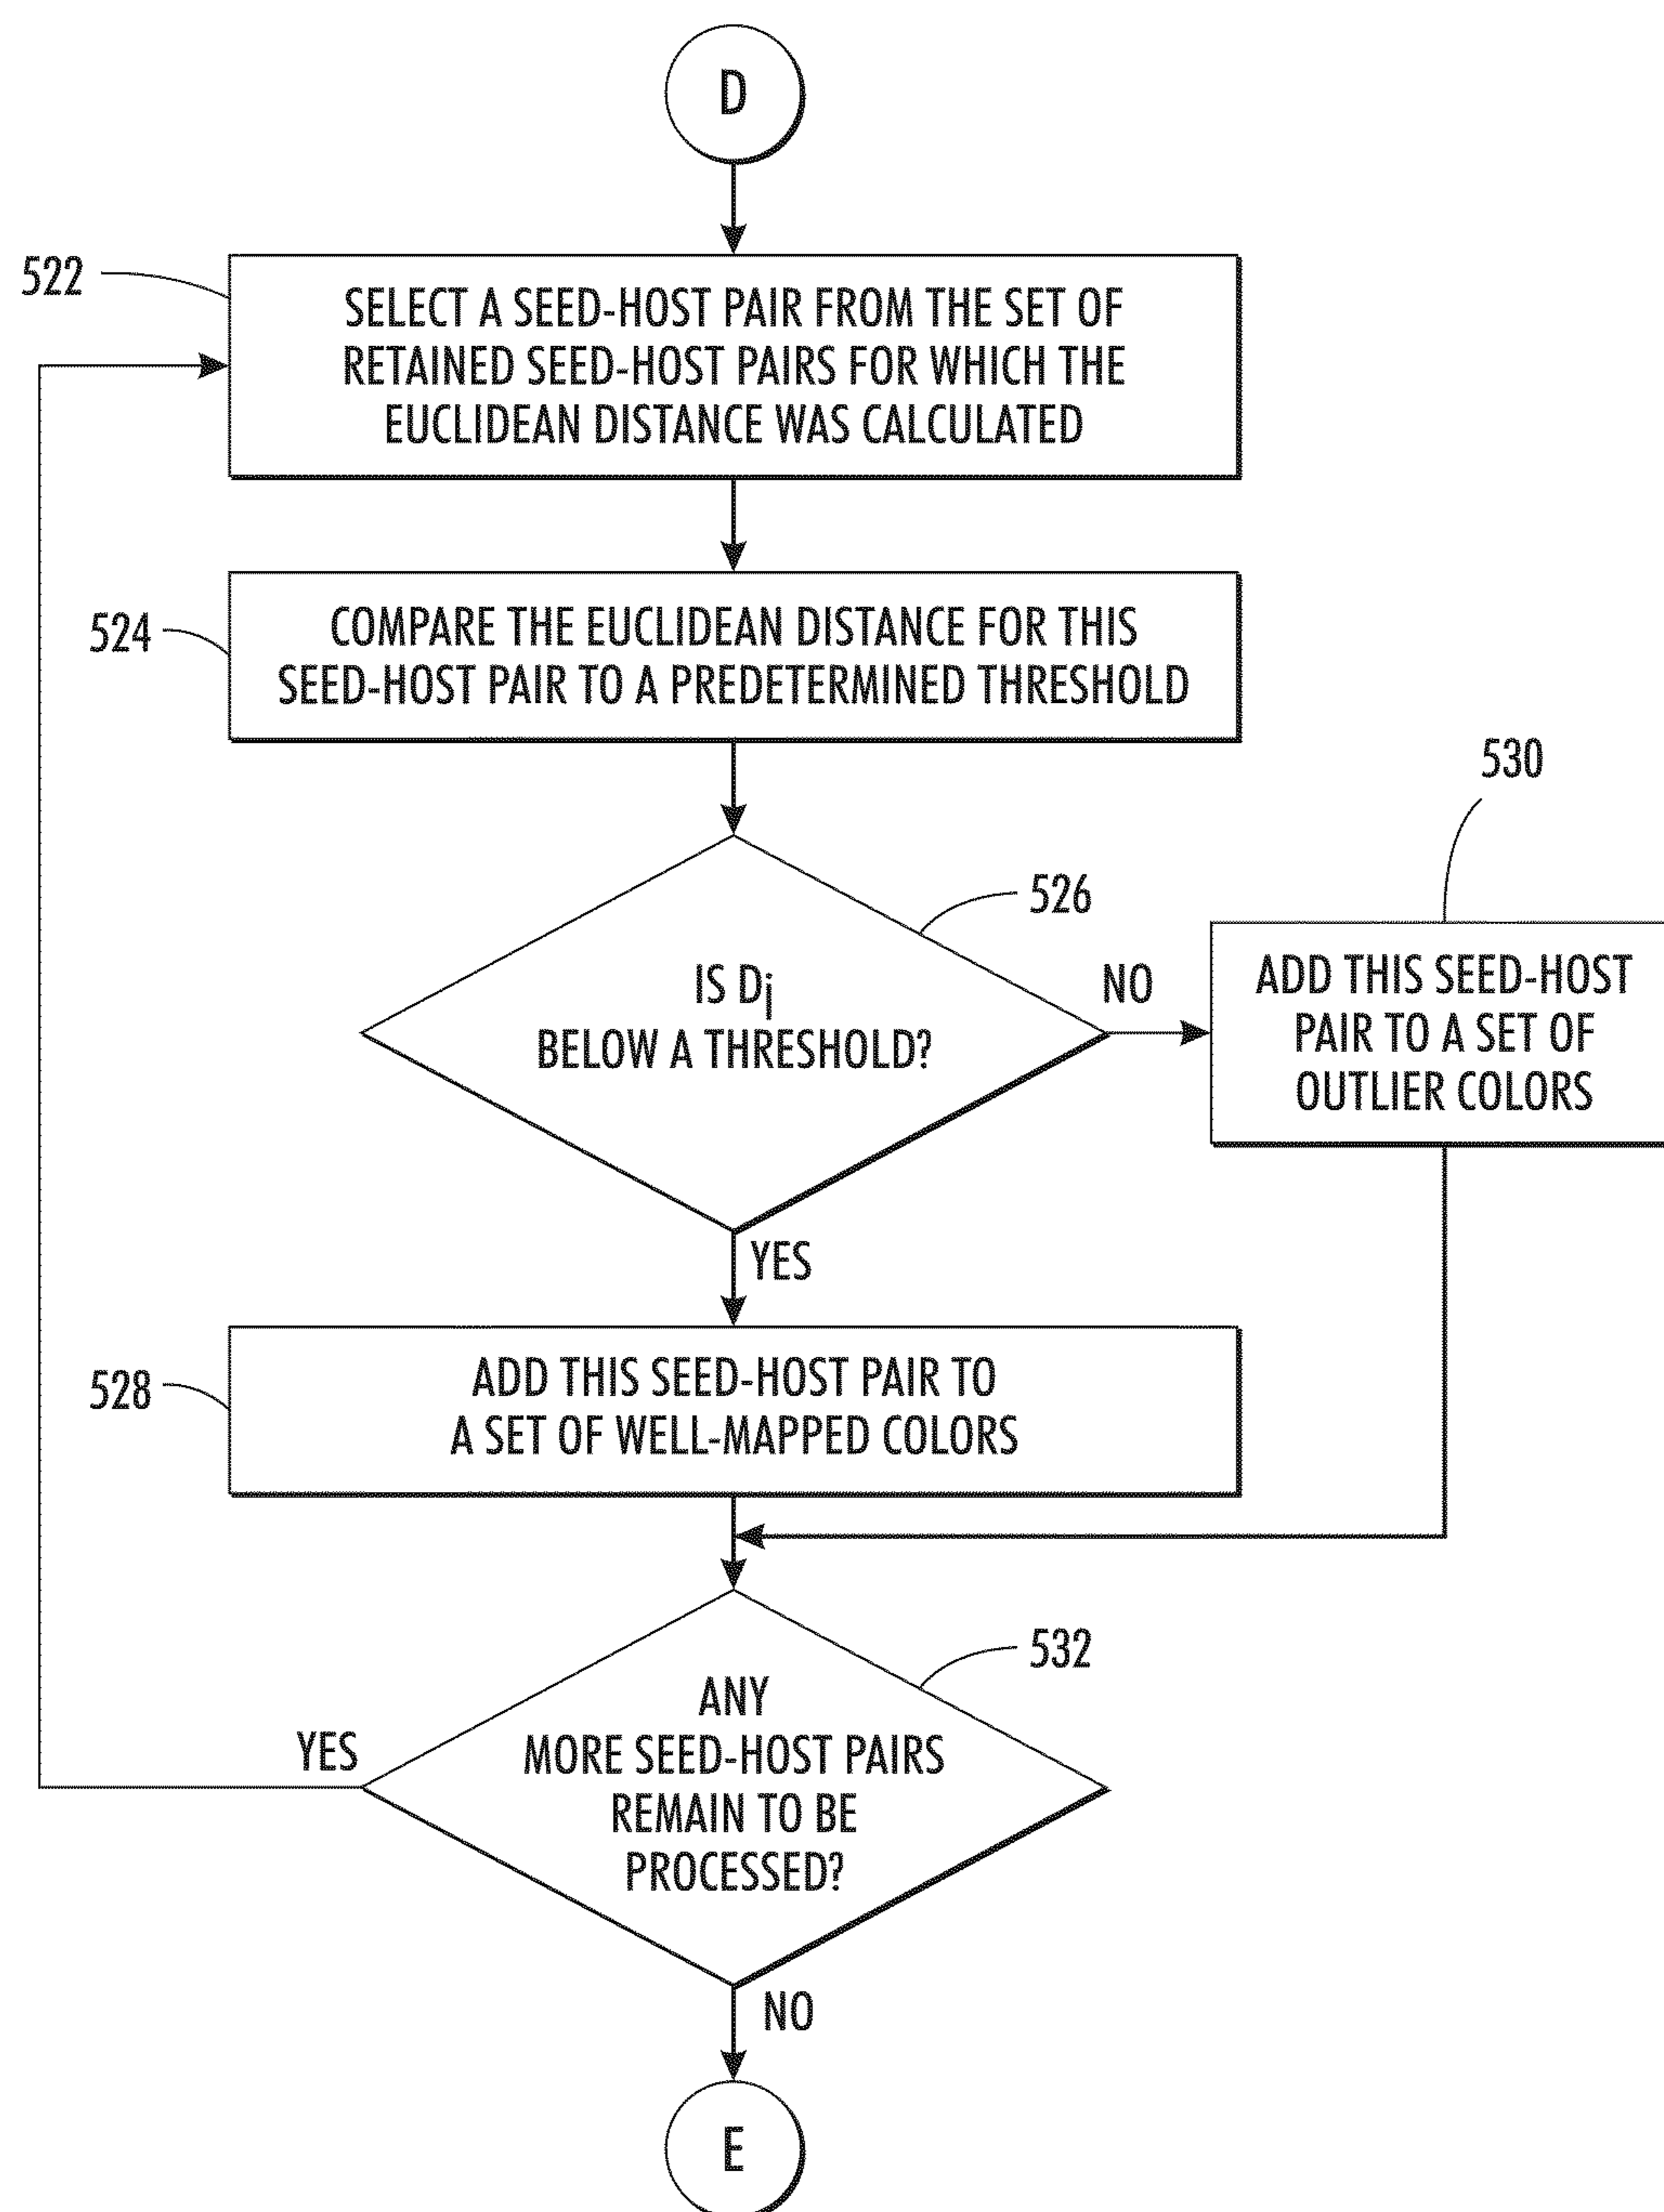 D
522
SELECT A SEED-HOST PAIR FROM THE SET OF
RETAINED SEED-HOST PAIRS FOR WHICH THE
EUCLIDEAN DISTANCE WAS CALCULATED
524
COMPARE THE EUCLIDEAN DISTANCE FOR THIS
SEED-HOST PAIR TO A PREDETERMINED THRESHOLD
526
IS Di
BELOW A THRESHOLD?
NO
530
ADD THIS SEED-HOST
PAIR TO A SET OF
OUTLIER COLORS
YES
528
ADD THIS SEED-HOST PAIR TO
A SET OF WELL-MAPPED COLORS
532
ANY
MORE SEED-HOST PAIRS
REMAIN TO BE
PROCESSED?
YES
NO
E